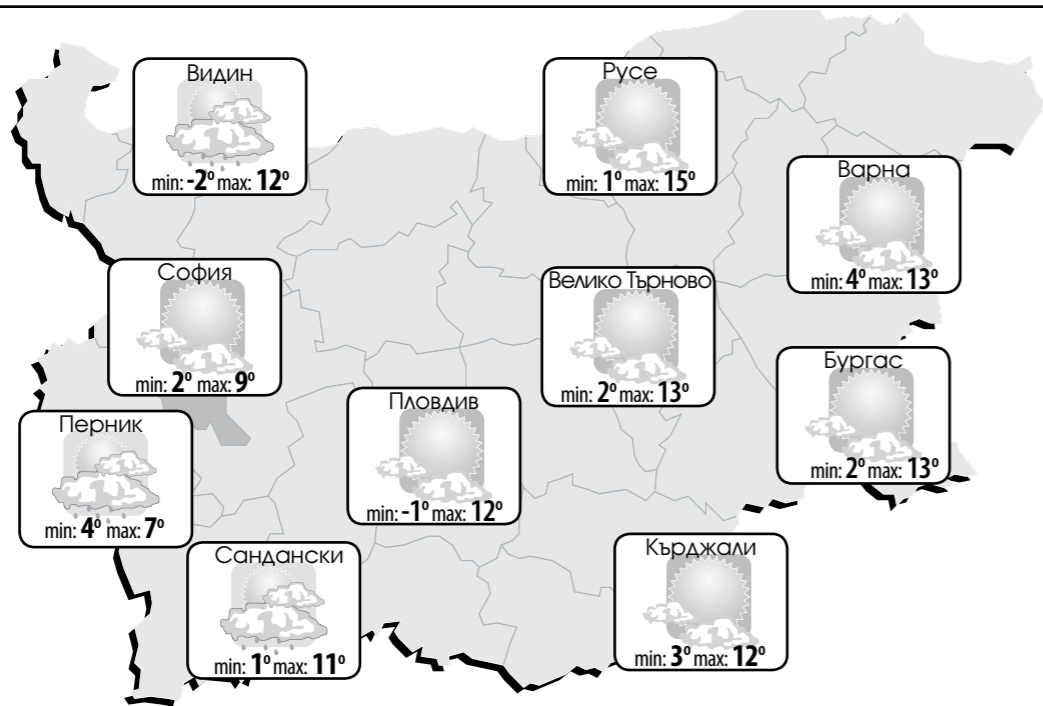 Видин
min: -2° max: 12°
Русе
min: 1° max: 15°
Варна
min: 4° max: 13°
София
min: 2° max: 9°
Велико Търново
min: 2° max: 13°
Бургас
min: 2° max: 13°
Пловдив
min: -1° max: 12°
Перник
min: 4° max: 7°
Сандански
min: 1° max: 11°
Кърджали
min: 3° max: 12°